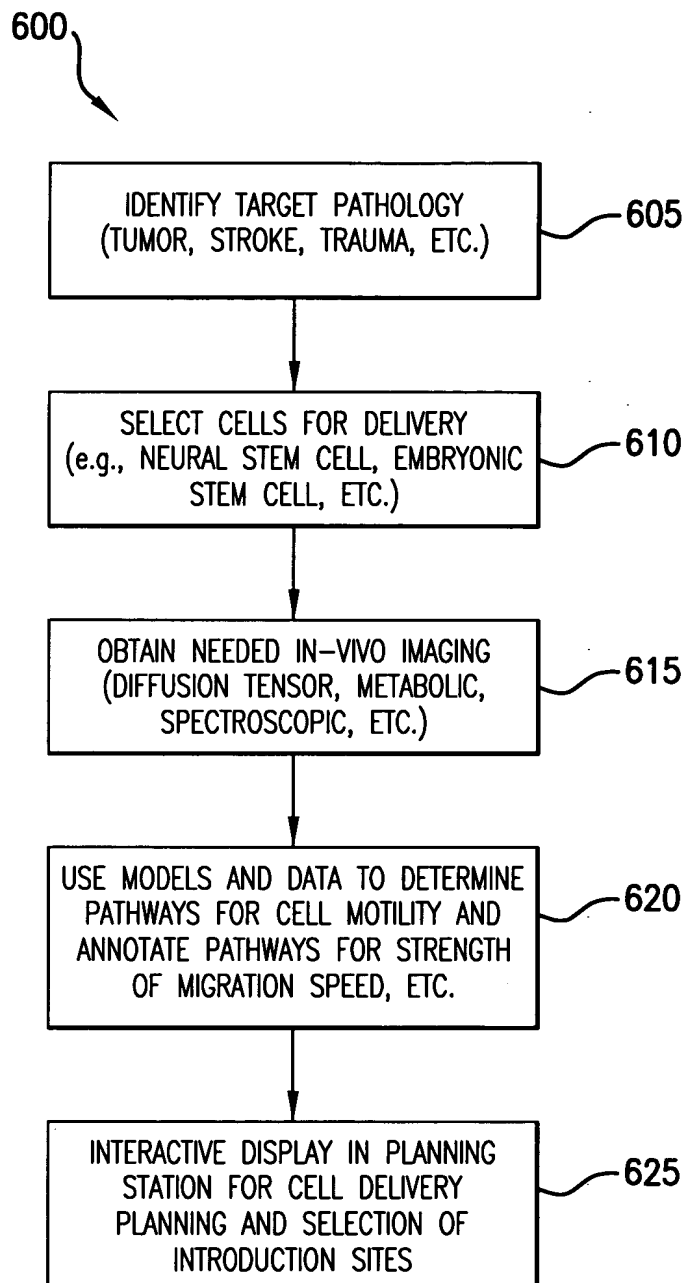 600
IDENTIFY TARGET PATHOLOGY
(TUMOR, STROKE, TRAUMA, ETC.)
605
SELECT CELLS FOR DELIVERY
(e.g., NEURAL STEM CELL, EMBRYONIC
STEM CELL, ETC.)
610
OBTAIN NEEDED IN-VIVO IMAGING
(DIFFUSION TENSOR, METABOLIC,
SPECTROSCOPIC, ETC.)
615
USE MODELS AND DATA TO DETERMINE
PATHWAYS FOR CELL MOTILITY AND
ANNOTATE PATHWAYS FOR STRENGTH
OF MIGRATION SPEED, ETC.
620
INTERACTIVE DISPLAY IN PLANNING
STATION FOR CELL DELIVERY
PLANNING AND SELECTION OF
INTRODUCTION SITES
625